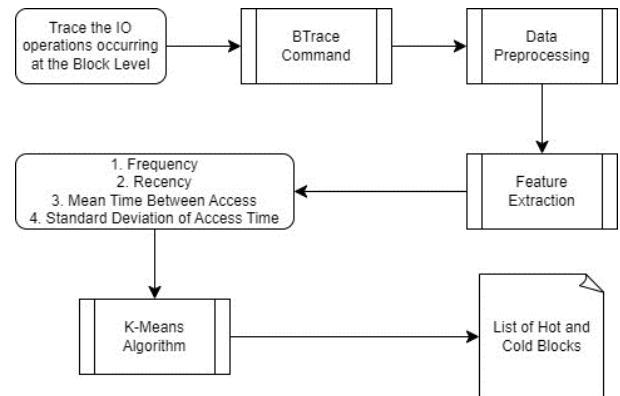 Trace the IO
operations occurring
at the Block Level
BTrace
Command
Data
Preprocessing
1. Frequency
2. Recency
3. Mean Time Between Access
4. Standard Deviation of Access Time
Feature
Extraction
K-Means
Algorithm
List of Hot and
Cold Blocks